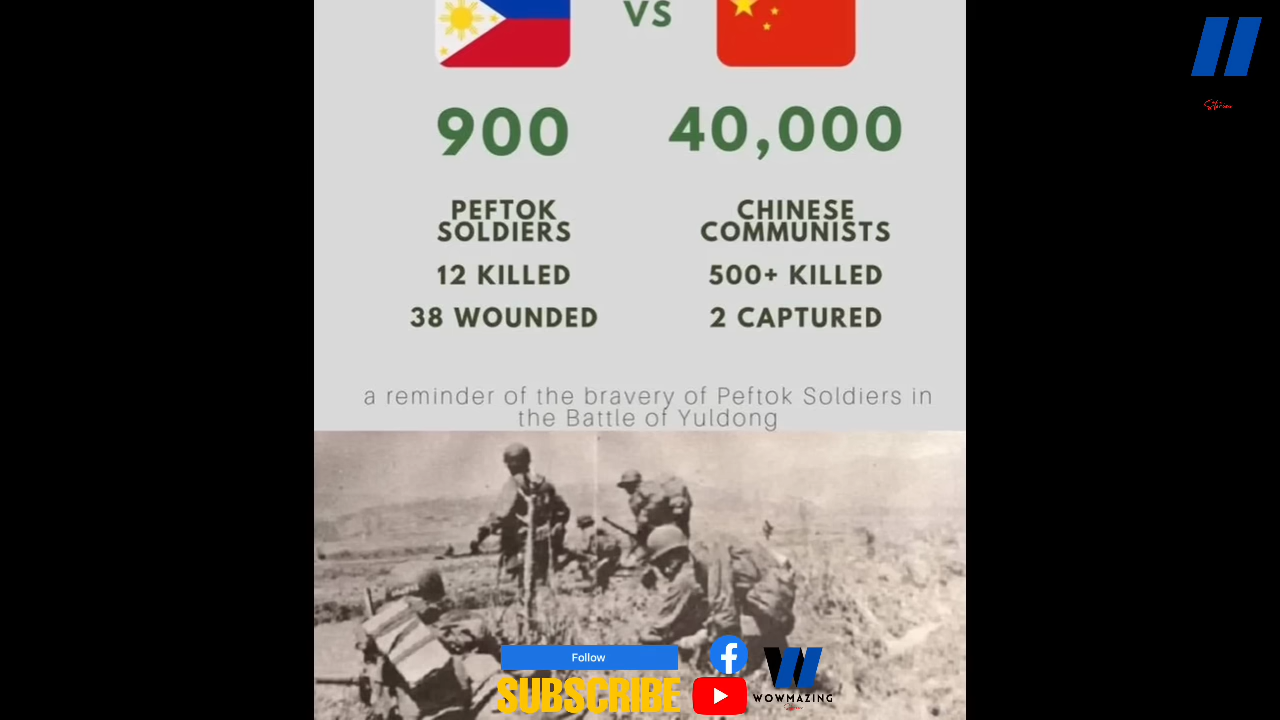 VS
900
40,000
PEFTOK
SOLDIERS
CHINESE
COMMUNISTS
12 KILLED
500+ KILLED
38 WOUNDED
2 CAPTURED
a reminder of the bravery of Peftok Soldiers in
the Battle of Yuldong
Follow
SUBSCRIBE
WOWMAZING